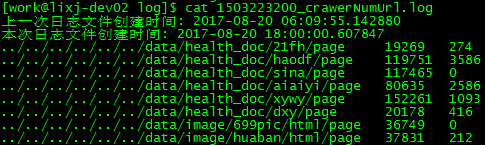 [work@lixj-dev02 log]$ cat 1503223200_crawerNumUrl.log
上一次日志文件创建时间: 2017-08-20 06:09:55.142880
本次日志文件创建时间: 2017-08-20 18:00:00.607847
../../../../../../data/health_doc/21fh/page 19269 274
../../../../../../data/health_doc/haodf/page 119751 3586
../../../../../../data/health_doc/sina/page 117465 0
../../../../../../data/health_doc/aiaiyi/page 80635 2586
../../../../../../data/health_doc/xywy/page 152261 1093
../../../../../../data/health_doc/dxy/page 20178 416
../../../../../../data/image/699pic/html/page 36749 0
../../../../../../data/image/huaban/html/page 37831 212